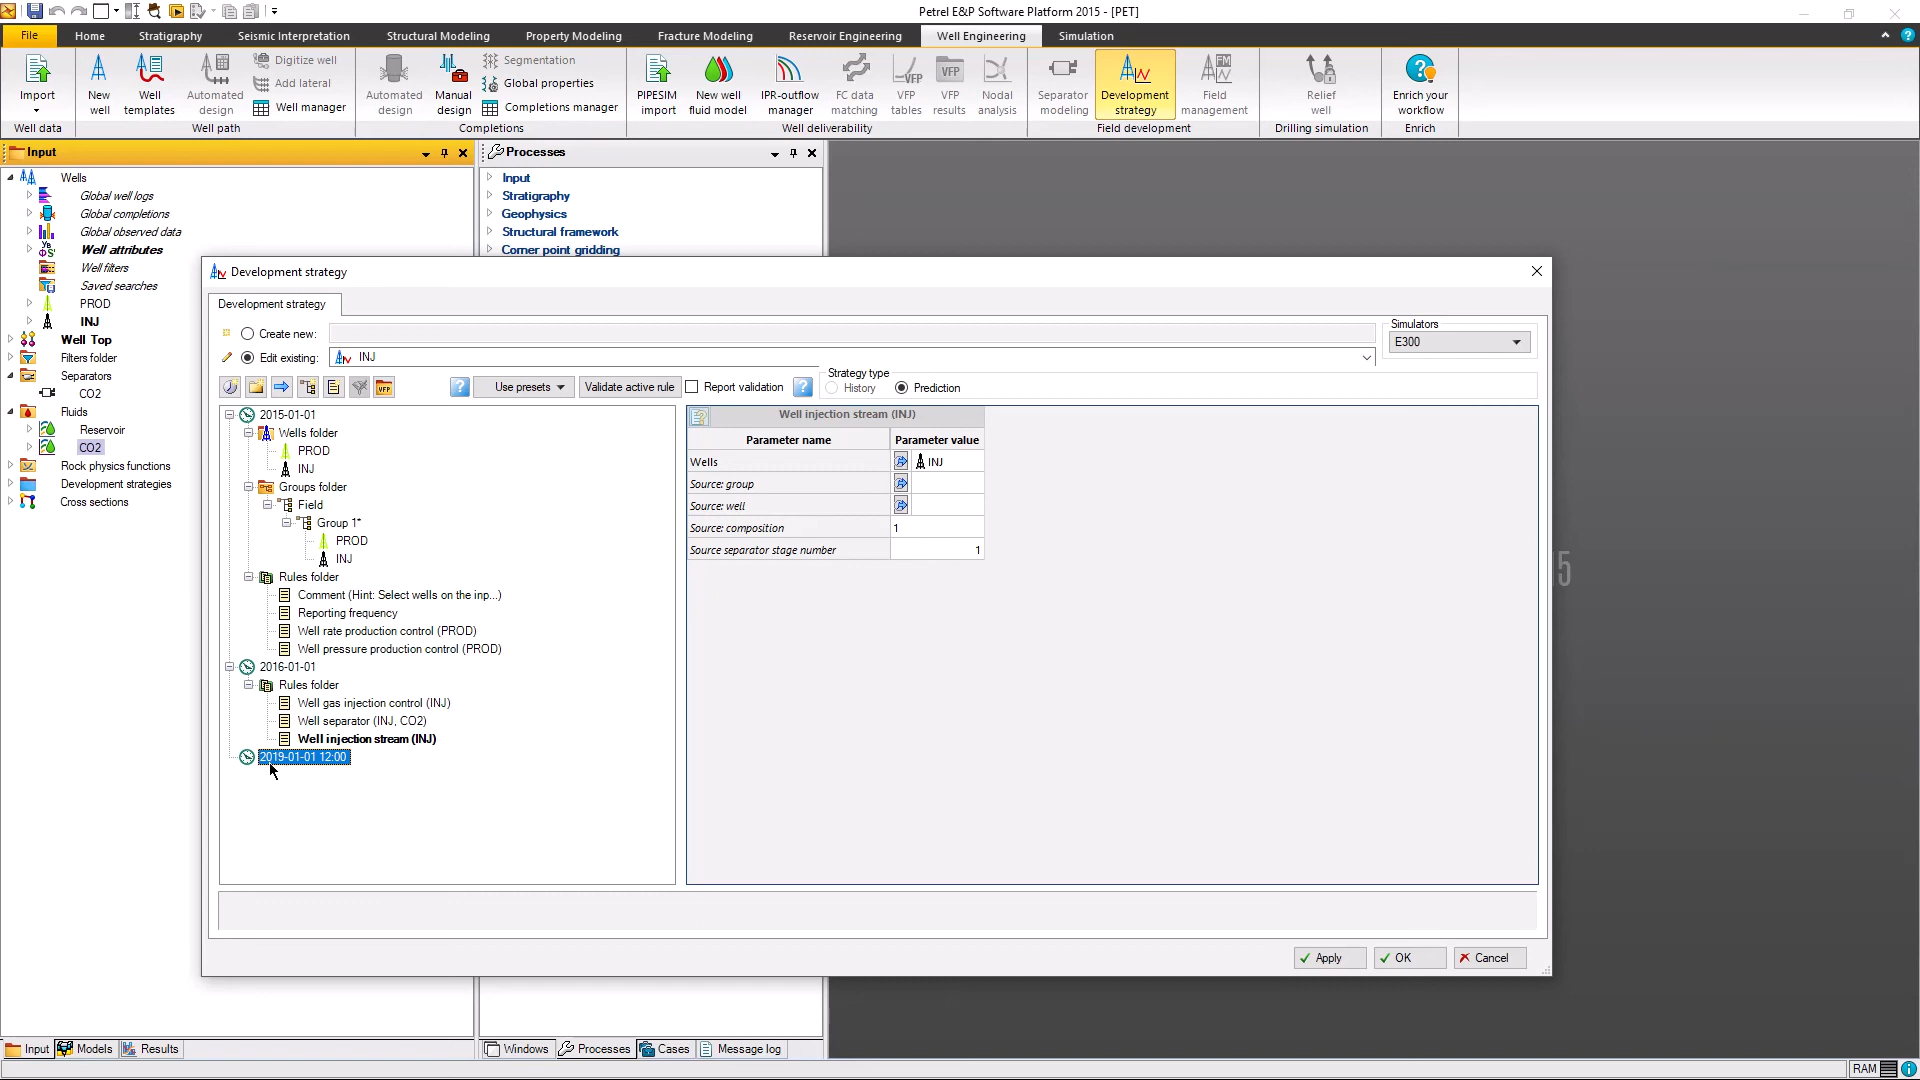 Petrel E&P Software Platform 2015 - [PET]
File Home Stratigraphy Seismic Interpretation Structural Modeling Property Modeling Fracture Modeling Reservoir Engineering Well Engineering Simulation
Import
Well data
New well
Well templates
Automated design
Digitize well
Add lateral
Well manager
Well path
Automated design
Manual design
Segmentation
Global properties
Completions manager
Completions
PIPESIM import
New well fluid model
IPR-outflow manager
FC data matching
VFP tables
VFP results
Nodal analysis
Well deliverability
Separator modeling
Development strategy
Field management
Field development
Relief well
Drilling simulation
Enrich your workflow
Enrich
Input
Wells
Global well logs
Global completions
Global observed data
Well attributes
Well filters
Saved searches
PROD
INJ
Well Top
Filters folder
Separators
CO2
Fluids
Reservoir
CO2
Rock physics functions
Development strategies
Cross sections
Processes
Input
Stratigraphy
Geophysics
Structural framework
Corner point gridding
Development strategy
Development strategy
Create new:
Edit existing: INJ
Simulators
E300
Use presets
Validate active rule
Report validation
Strategy type
History
Prediction
2015-01-01
Wells folder
PROD
INJ
Groups folder
Field
Group 1*
PROD
INJ
Rules folder
Comment (Hint: Select wells on the inp...)
Reporting frequency
Well rate production control (PROD)
Well pressure production control (PROD)
2016-01-01
Rules folder
Well gas injection control (INJ)
Well separator (INJ, CO2)
Well injection stream (INJ)
2019-01-01 12:00
Well injection stream (INJ)
Parameter name Parameter value
Wells INJ
Source: group
Source: well
Source: composition 1
Source separator stage number 1
15
Apply OK Cancel
Input Models Results
Windows Processes Cases Message log
RAM